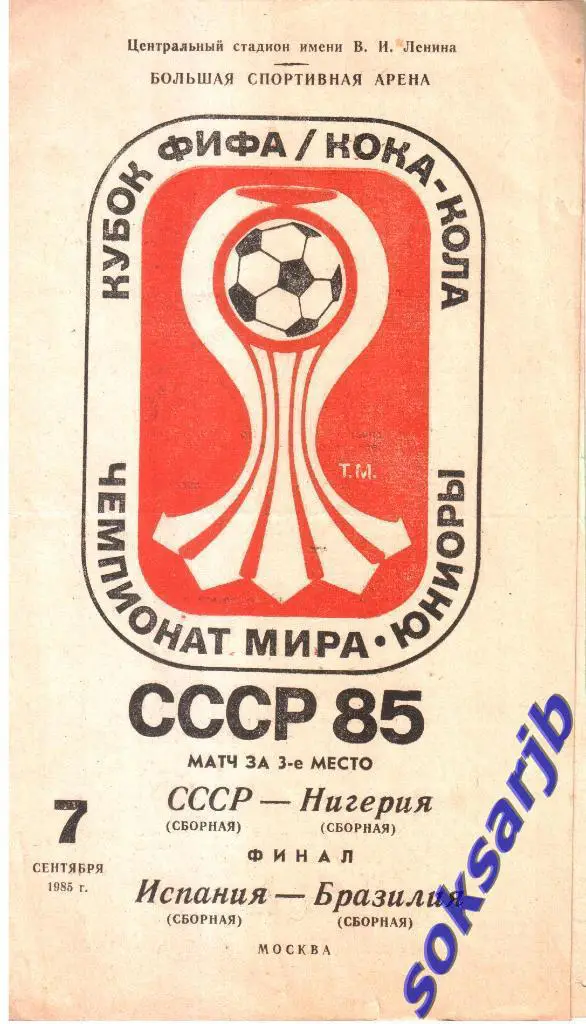 Центральный стадион имени В. И. Ленина
БОЛЬШАЯ СПОРТИВНАЯ АРЕНА
КУБОК ФИФА / КОКА-КОЛА
Т.М.
ЧЕМПИОНАТ МИРА • ЮНИОРЫ
СССР 85
МАТЧ ЗА 3-е МЕСТО
СССР — Нигерия
(СБОРНАЯ) (СБОРНАЯ)
7
СЕНТЯБРЯ
1985 г.
ФИНАЛ
Испания — Бразилия
(СБОРНАЯ) (СБОРНАЯ)
МОСКВА
soksarjb